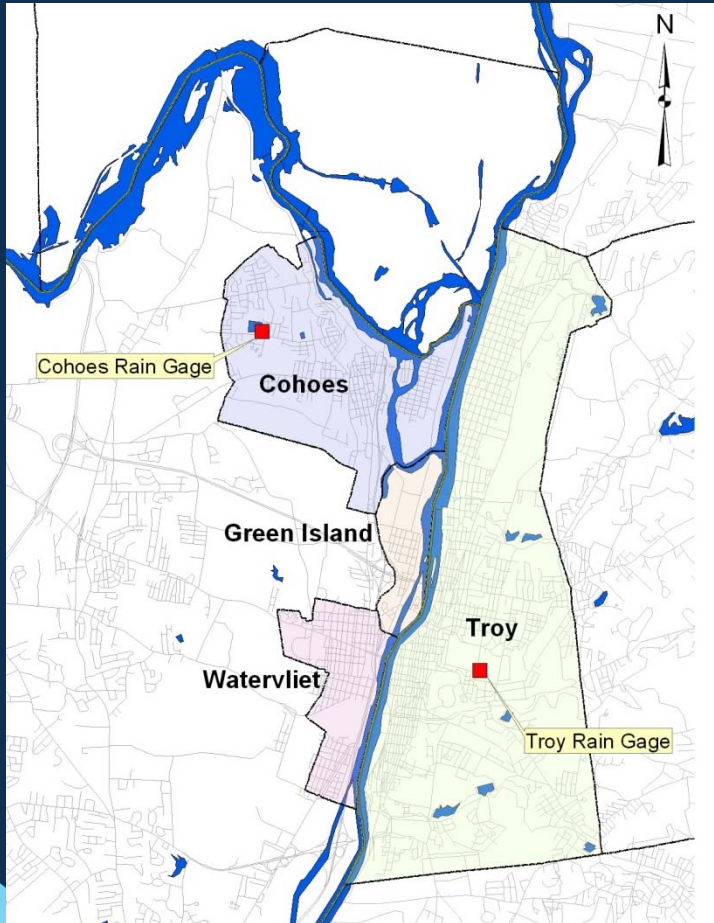 N
Cohoes Rain Gage
Cohoes
Green Island
Troy
Watervliet
Troy Rain Gage